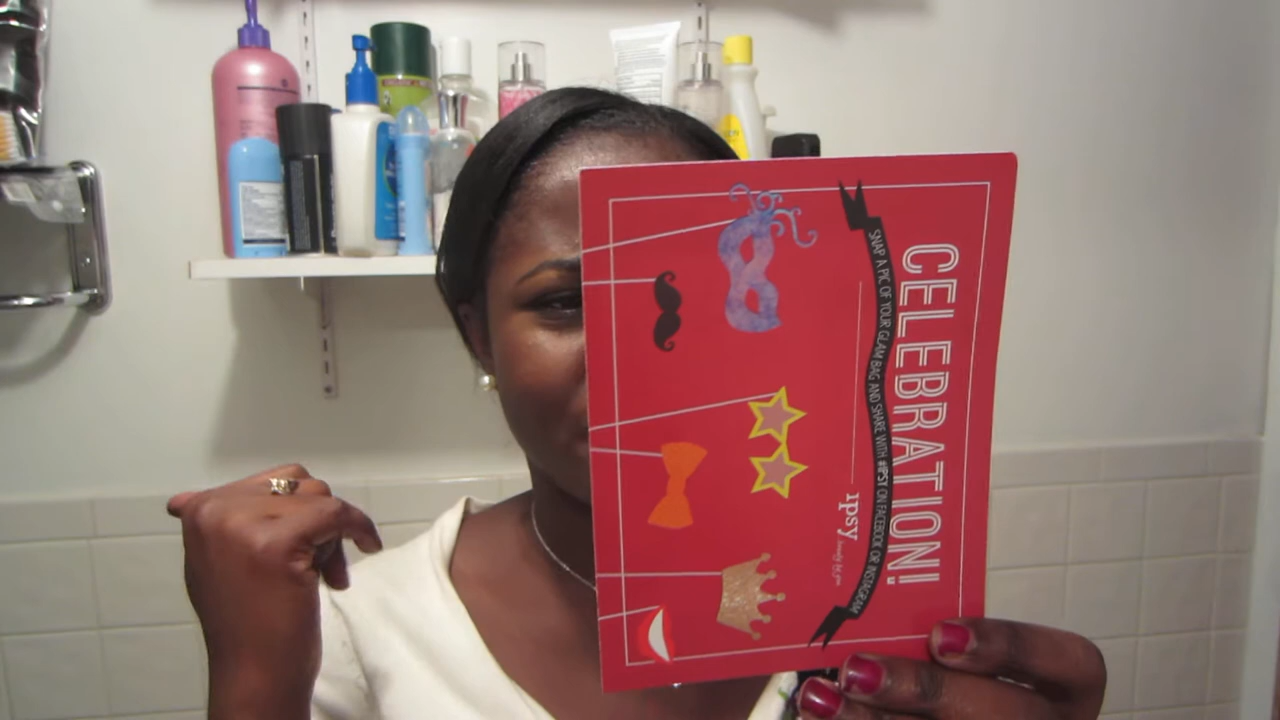 CELEBRATION!
SNAP A PIC OF YOUR GLAM BAG AND SHARE WITH #IPSY ON FACEBOOK OR INSTAGRAM
ipsy